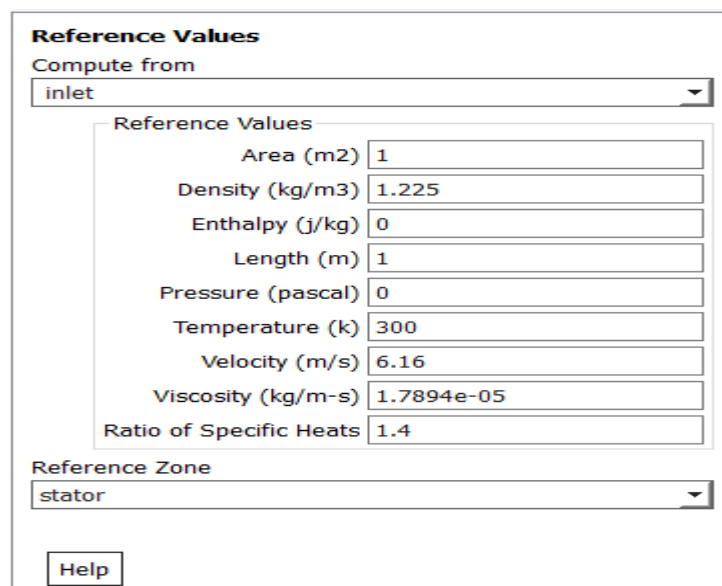 Reference Values
Compute from
inlet
Reference Values
Area (m2) 1
Density (kg/m3) 1.225
Enthalpy (j/kg) 0
Length (m) 1
Pressure (pascal) 0
Temperature (k) 300
Velocity (m/s) 6.16
Viscosity (kg/m-s) 1.7894e-05
Ratio of Specific Heats 1.4
Reference Zone
stator
Help